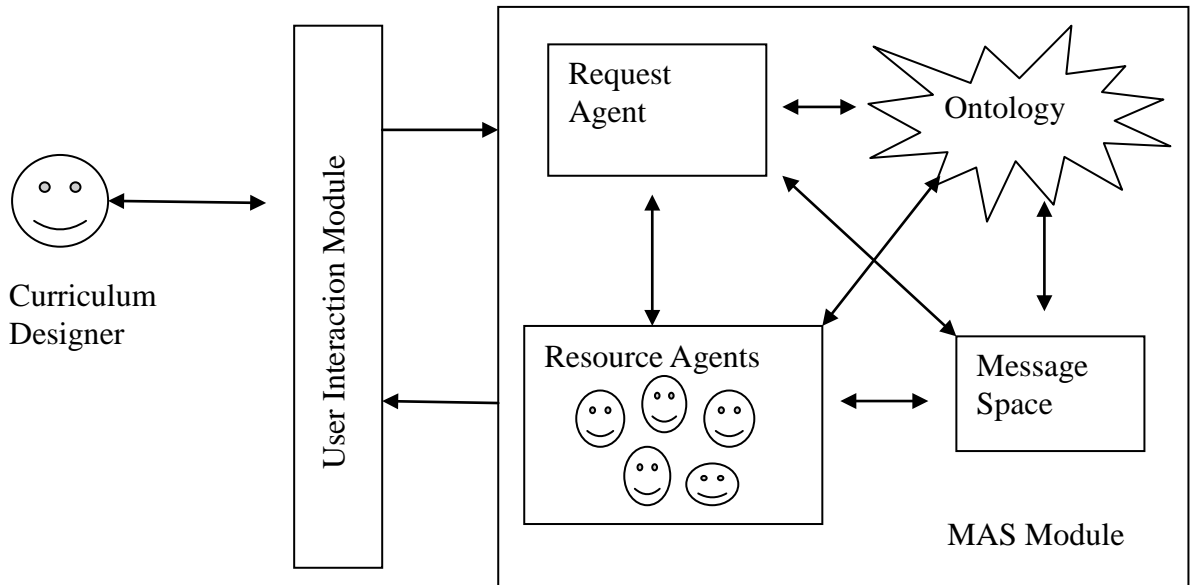 Curriculum
Designer
User Interaction Module
Request
Agent
Ontology
Resource Agents
Message
Space
MAS Module